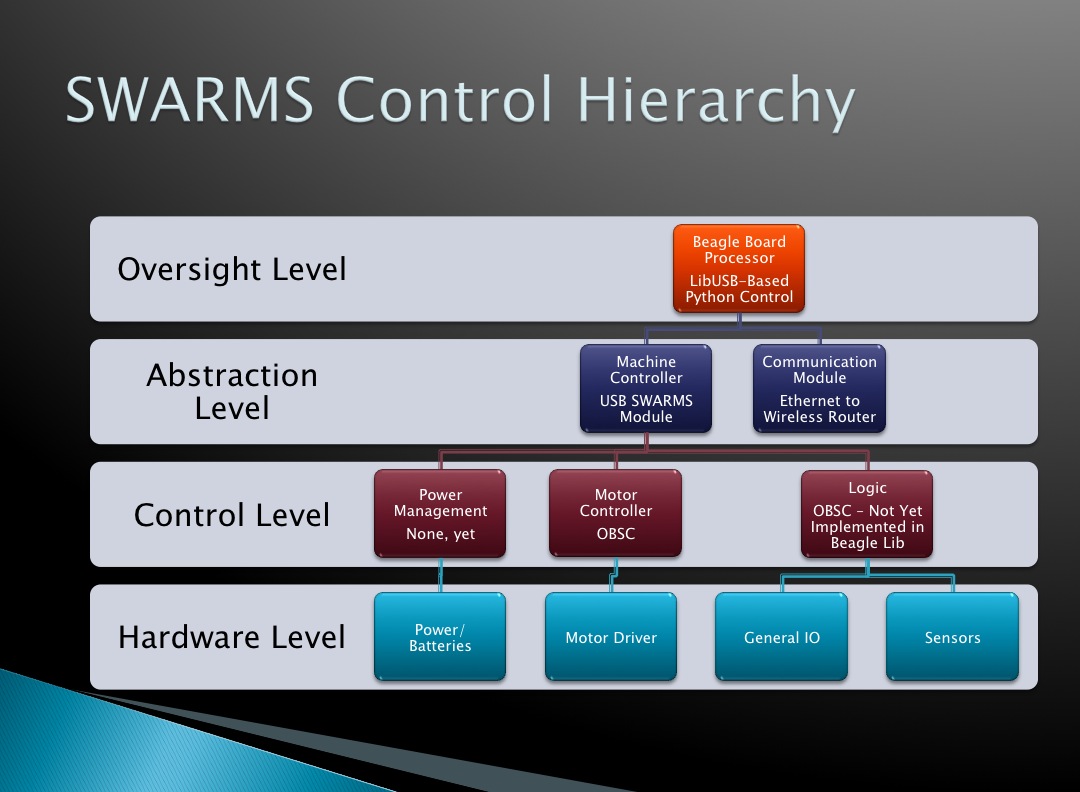 SWARMS Control Hierarchy
Oversight Level
Beagle Board
Processor
LibUSB-Based
Python Control
Abstraction
Level
Machine
Controller
USB SWARMS
Module
Communication
Module
Ethernet to
Wireless Router
Control Level
Power
Management
None, yet
Motor
Controller
OBSC
Logic
OBSC – Not Yet
Implemented in
Beagle Lib
Hardware Level
Power/
Batteries
Motor Driver
General IO
Sensors